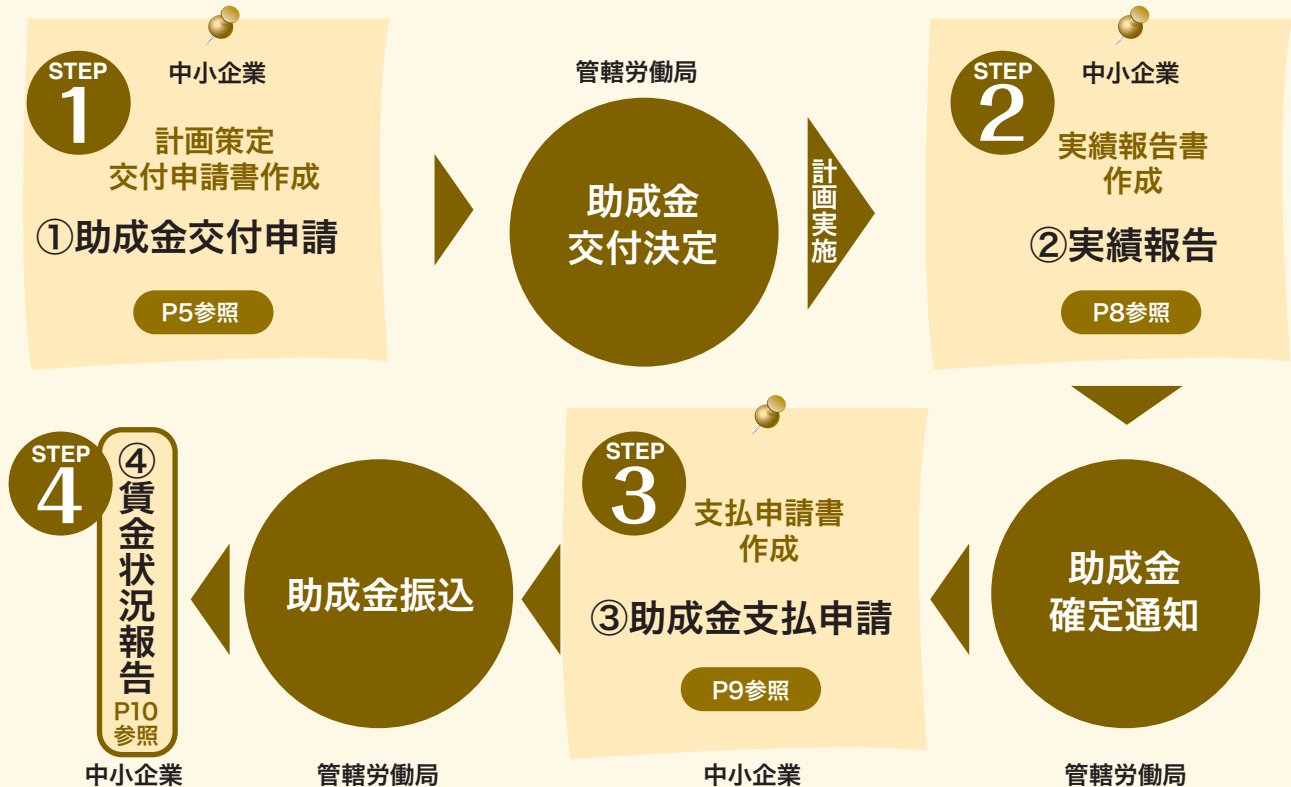 STEP
1
中小企業
計画策定
交付申請書作成
①助成金交付申請
P5参照
管轄労働局
助成金
交付決定
計画実施
STEP
2
中小企業
実績報告書
作成
②実績報告
P8参照
助成金
確定通知
管轄労働局
STEP
3
支払申請書
作成
③助成金支払申請
P9参照
中小企業
助成金振込
管轄労働局
STEP
4
④賃金状況報告
P10
参照
中小企業